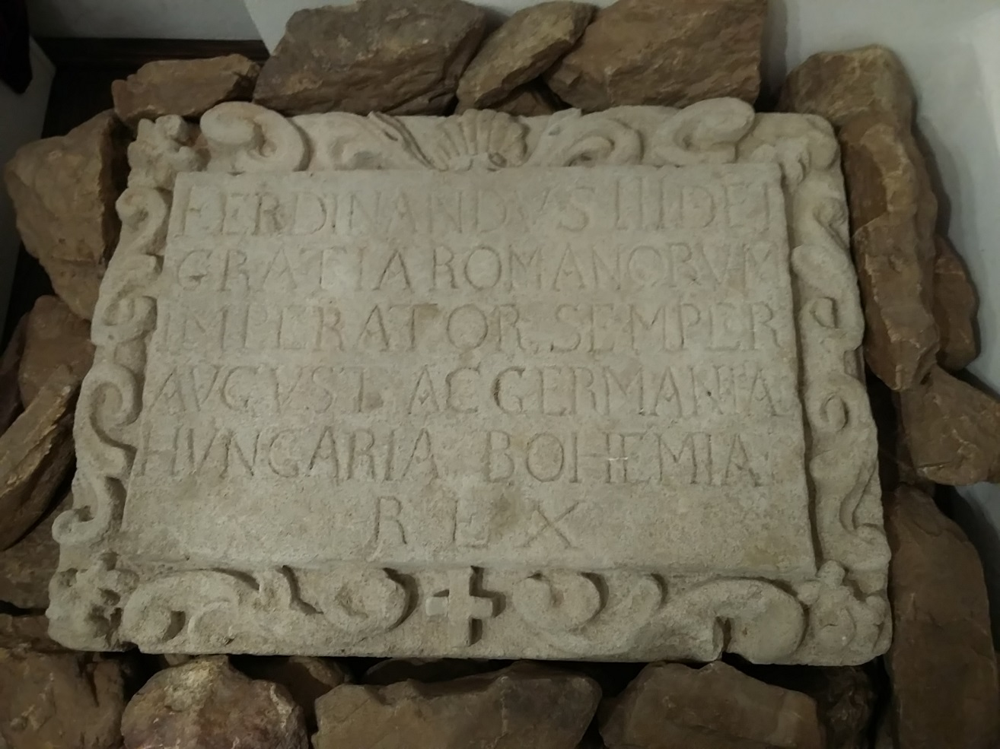 FERDINANDVS III DEI
GRATIA ROMANORVM
IMPERATOR SEMPER
AVGVST AC GERMANIA
HVNGARIA BOHEMIA
REX